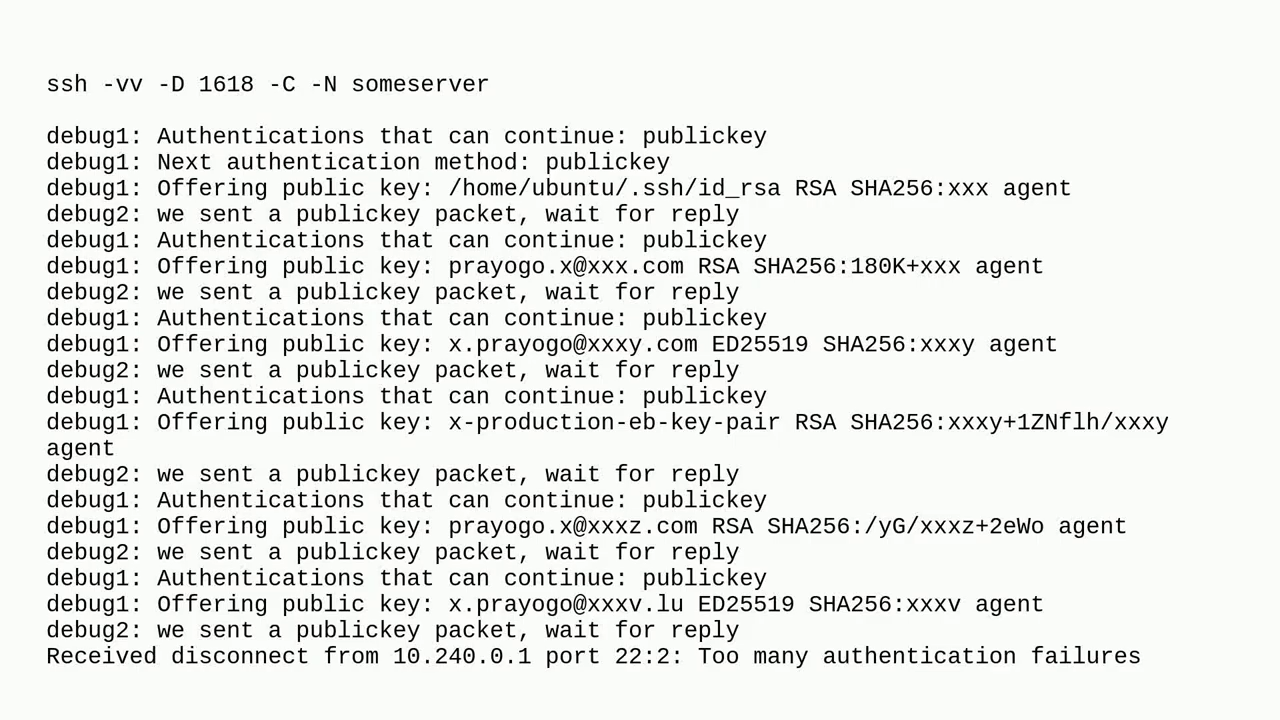 ssh -vv -D 1618 -C -N someserver
debug1: Authentications that can continue: publickey
debug1: Next authentication method: publickey
debug1: Offering public key: /home/ubuntu/.ssh/id_rsa RSA SHA256:xxx agent
debug2: we sent a publickey packet, wait for reply
debug1: Authentications that can continue: publickey
debug1: Offering public key: prayogo.x@xxx.com RSA SHA256:180K+xxx agent
debug2: we sent a publickey packet, wait for reply
debug1: Authentications that can continue: publickey
debug1: Offering public key: x.prayogo@xxxy.com ED25519 SHA256:xxxy agent
debug2: we sent a publickey packet, wait for reply
debug1: Authentications that can continue: publickey
debug1: Offering public key: x-production-eb-key-pair RSA SHA256:xxxy+1ZNflh/xxxy
agent
debug2: we sent a publickey packet, wait for reply
debug1: Authentications that can continue: publickey
debug1: Offering public key: prayogo.x@xxxz.com RSA SHA256:/yG/xxxz+2eWo agent
debug2: we sent a publickey packet, wait for reply
debug1: Authentications that can continue: publickey
debug1: Offering public key: x.prayogo@xxxv.lu ED25519 SHA256:xxxv agent
debug2: we sent a publickey packet, wait for reply
Received disconnect from 10.240.0.1 port 22:2: Too many authentication failures